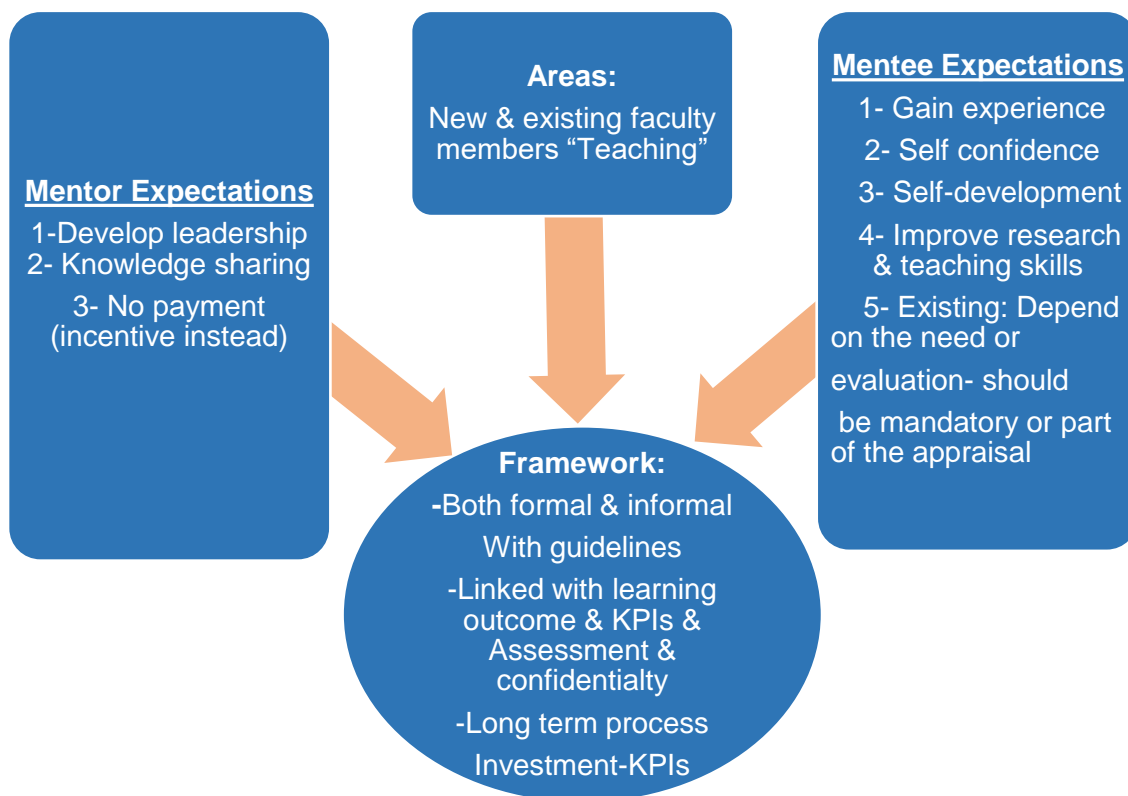 Mentor Expectations
1-Develop leadership
2- Knowledge sharing
3- No payment
(incentive instead)
Areas:
New & existing faculty
members “Teaching”
Mentee Expectations
1- Gain experience
2- Self confidence
3- Self-development
4- Improve research
& teaching skills
5- Existing: Depend
on the need or
evaluation- should
be mandatory or part
of the appraisal
Framework:
-Both formal & informal
With guidelines
-Linked with learning
outcome & KPIs &
Assessment &
confidentialty
-Long term process
Investment-KPIs